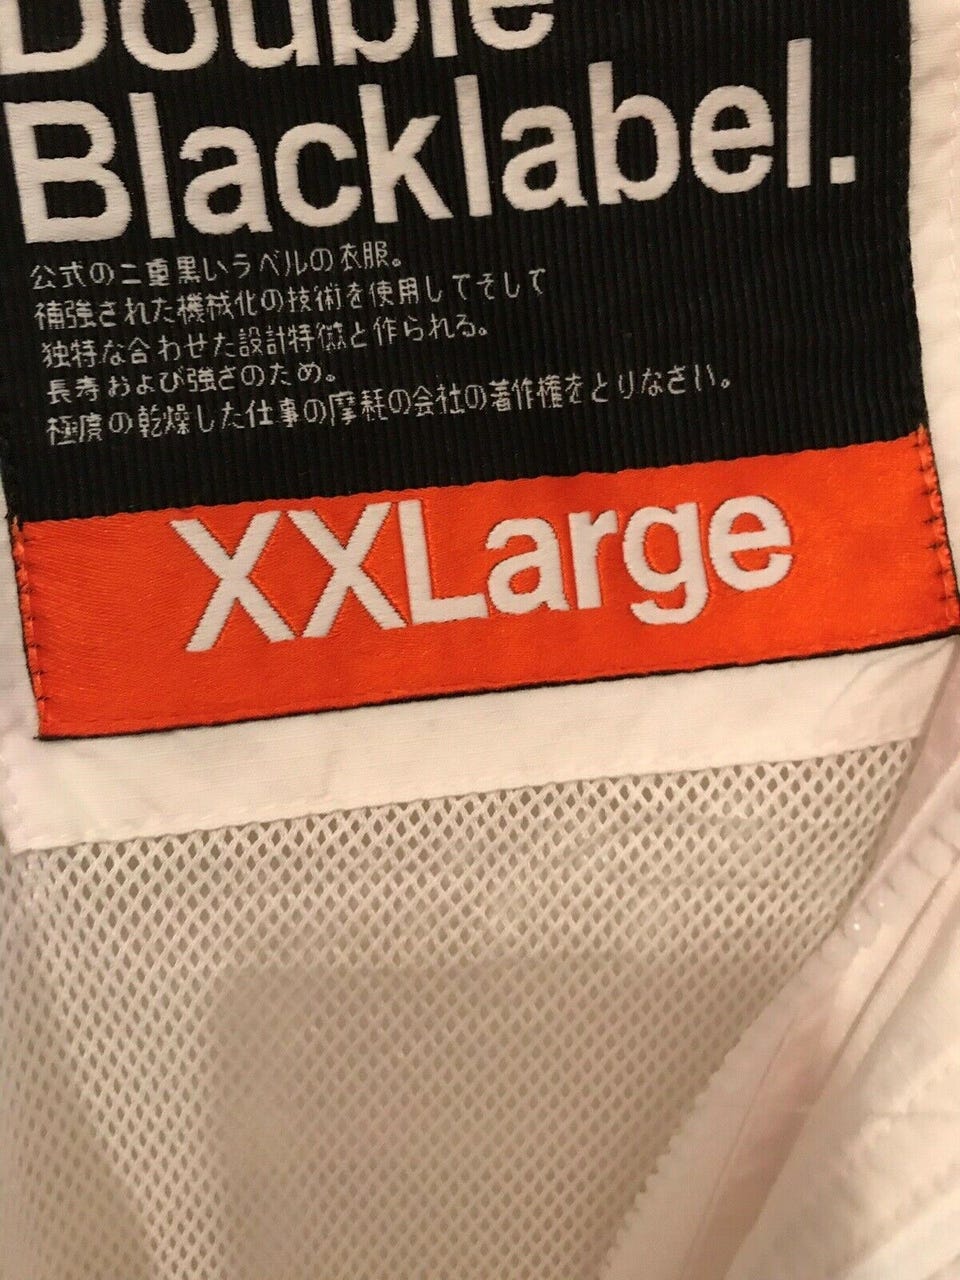 Double
Blacklabel.
公式の二重黒いラベルの衣服。
補強された機械化の技術を使用してそして
独特な合わせた設計特徴と作られる。
長寿および強さのため。
極度の乾燥した仕事の摩耗の会社の著作権をとりなさい。
XXLarge